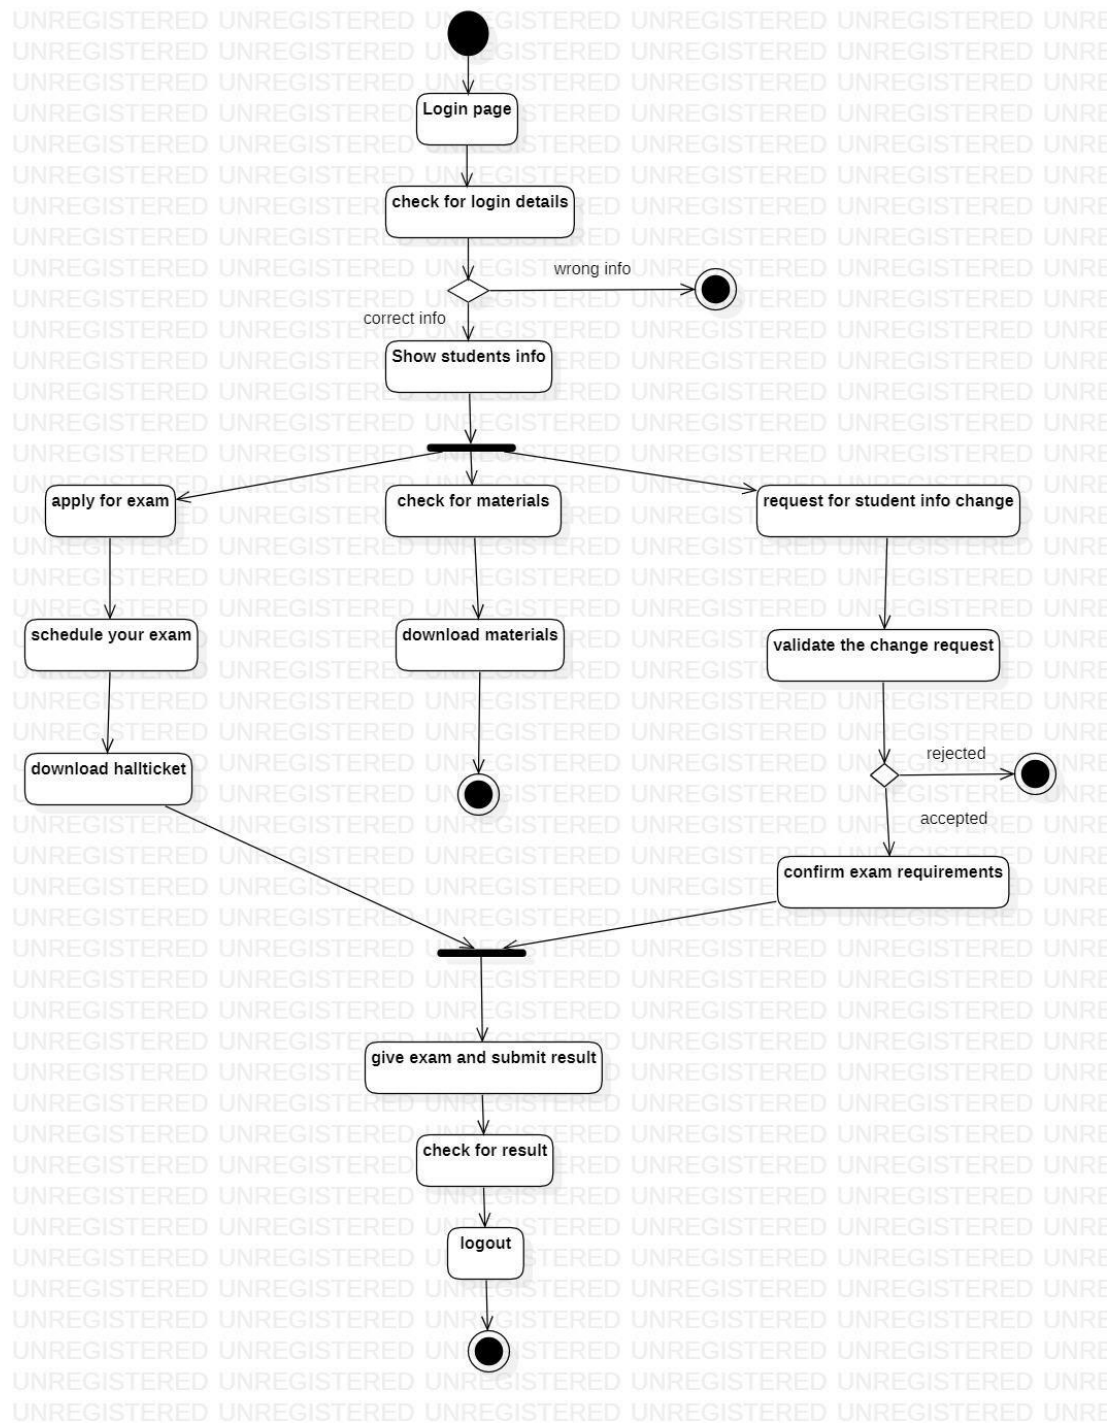 Login page
check for login details
wrong info
correct info
Show students info
apply for exam
check for materials
request for student info change
schedule your exam
download materials
validate the change request
download hallticket
rejected
accepted
confirm exam requirements
give exam and submit result
check for result
logout
UNREGISTERED